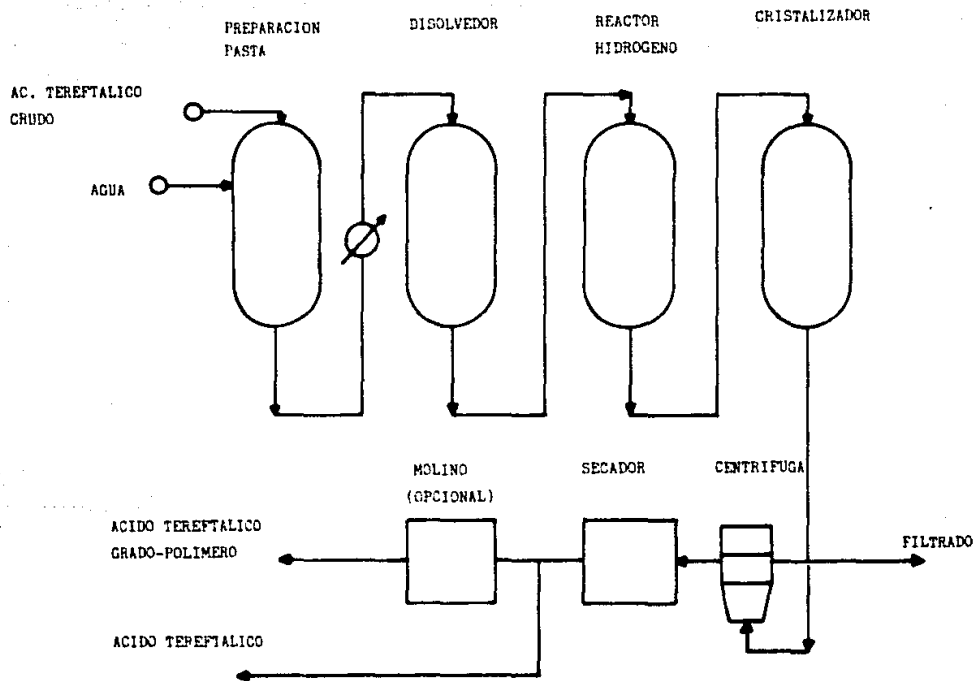 PREPARACION
PASTA
DISOLVEDOR
REACTOR
HIDROGENO
CRISTALIZADOR
AC. TEREFTALICO
CRUDO
AGUA
MOLINO
(OPCIONAL)
SECADOR
CENTRIFUGA
ACIDO TEREFTALICO
GRADO-POLIMERO
FILTRADO
ACIDO TEREFTALICO